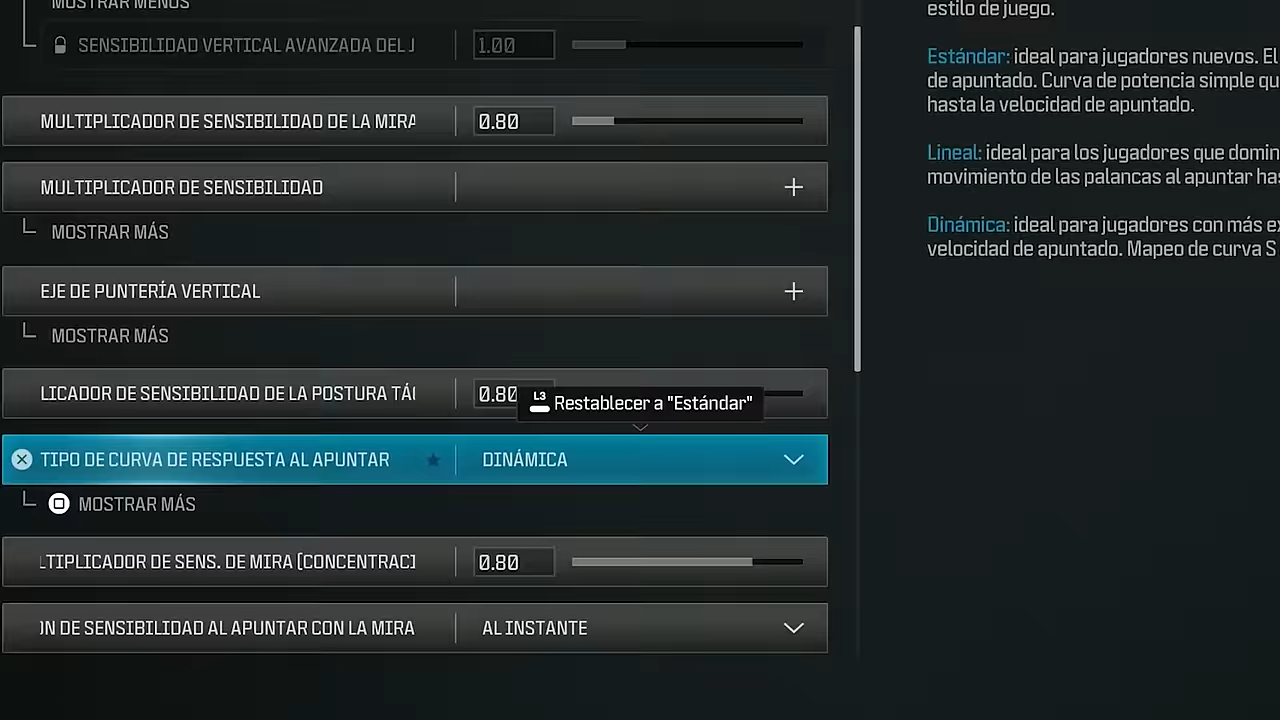 MOSTRAR MENOS
SENSIBILIDAD VERTICAL AVANZADA DEL J
1.00
MULTIPLICADOR DE SENSIBILIDAD DE LA MIRA
0.80
MULTIPLICADOR DE SENSIBILIDAD
MOSTRAR MÁS
EJE DE PUNTERÍA VERTICAL
MOSTRAR MÁS
LICADOR DE SENSIBILIDAD DE LA POSTURA TÁC
0.80
L3 Restablecer a "Estándar"
TIPO DE CURVA DE RESPUESTA AL APUNTAR
DINÁMICA
MOSTRAR MÁS
LTIPLICADOR DE SENS. DE MIRA (CONCENTRACI
0.80
ÓN DE SENSIBILIDAD AL APUNTAR CON LA MIRA
AL INSTANTE
estilo de juego.
Estándar: ideal para jugadores nuevos. El
de apuntado. Curva de potencia simple qu
hasta la velocidad de apuntado.
Lineal: ideal para los jugadores que domin
movimiento de las palancas al apuntar has
Dinámica: ideal para jugadores con más ex
velocidad de apuntado. Mapeo de curva S